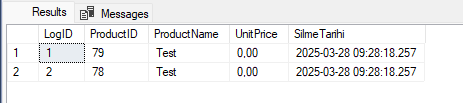 Results Messages
LogID ProductID ProductName UnitPrice SilmeTarihi
1 1 79 Test 0,00 2025-03-28 09:28:18.257
2 2 78 Test 0,00 2025-03-28 09:28:18.257